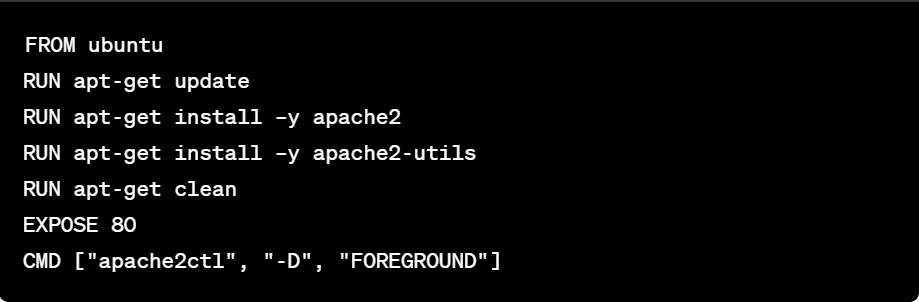 FROM ubuntu
RUN apt-get update
RUN apt-get install –y apache2
RUN apt-get install –y apache2-utils
RUN apt-get clean
EXPOSE 80
CMD ["apache2ctl", "-D", "FOREGROUND"]